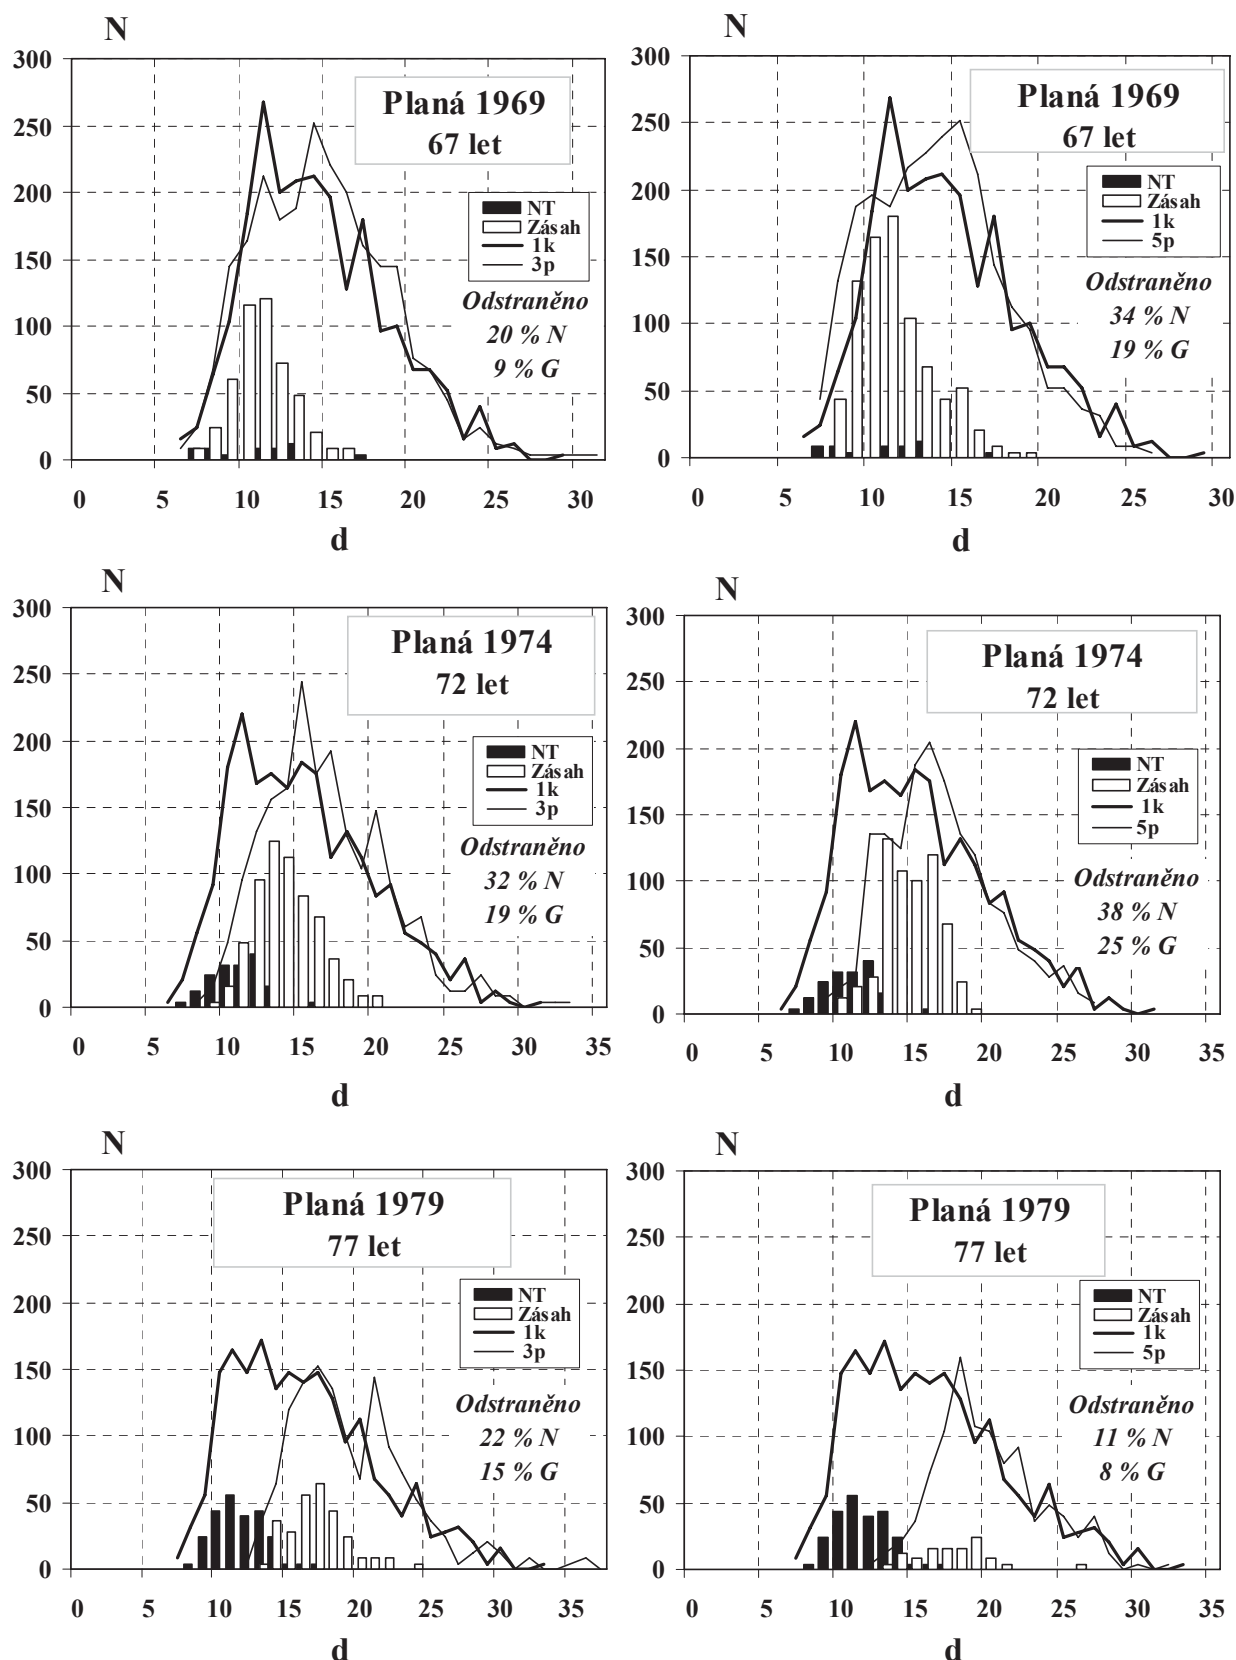 N
300
250
200
150
100
50
0
Planá 1969
67 let
NT
Zásah
1k
3p
Odstraněno
20 % N
9 % G
0 5 10 15 20 25 30
d
N
300
250
200
150
100
50
0
Planá 1969
67 let
NT
Zásah
1k
5p
Odstraněno
34 % N
19 % G
0 5 10 15 20 25 30
d
N
300
250
200
150
100
50
0
Planá 1974
72 let
NT
Zásah
1k
3p
Odstraněno
32 % N
19 % G
0 5 10 15 20 25 30 35
d
N
300
250
200
150
100
50
0
Planá 1974
72 let
NT
Zásah
1k
5p
Odstraněno
38 % N
25 % G
0 5 10 15 20 25 30 35
d
N
300
250
200
150
100
50
0
Planá 1979
77 let
NT
Zásah
1k
3p
Odstraněno
22 % N
15 % G
0 5 10 15 20 25 30 35
d
N
300
250
200
150
100
50
0
Planá 1979
77 let
NT
Zásah
1k
5p
Odstraněno
11 % N
8 % G
0 5 10 15 20 25 30 35
d